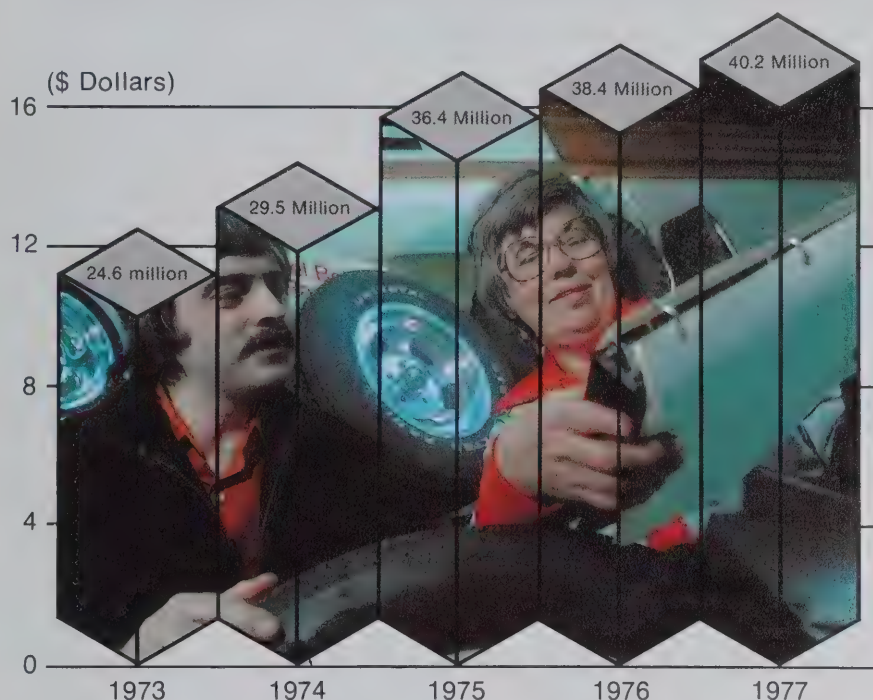 ($ Dollars)
40.2 Million
38.4 Million
16
36.4 Million
29.5 Million
12
24.6 million
8
4
0
1973 1974 1975 1976 1977